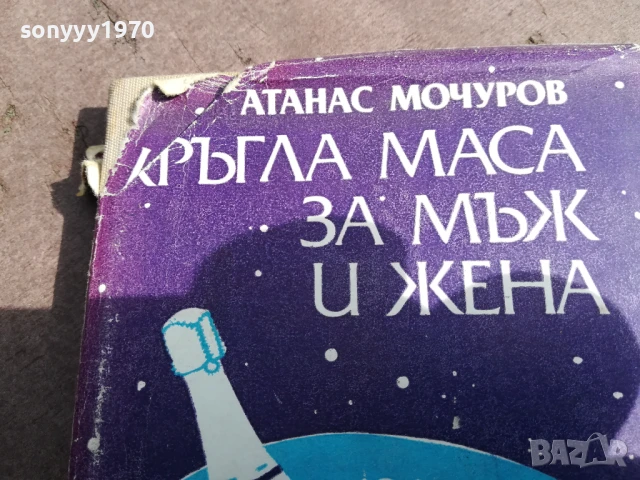 sonyyy1970
АТАНАС МОЧУРОВ
КРЪГЛА МАСА
ЗА МЪЖ
И ЖЕНА
BAZAR